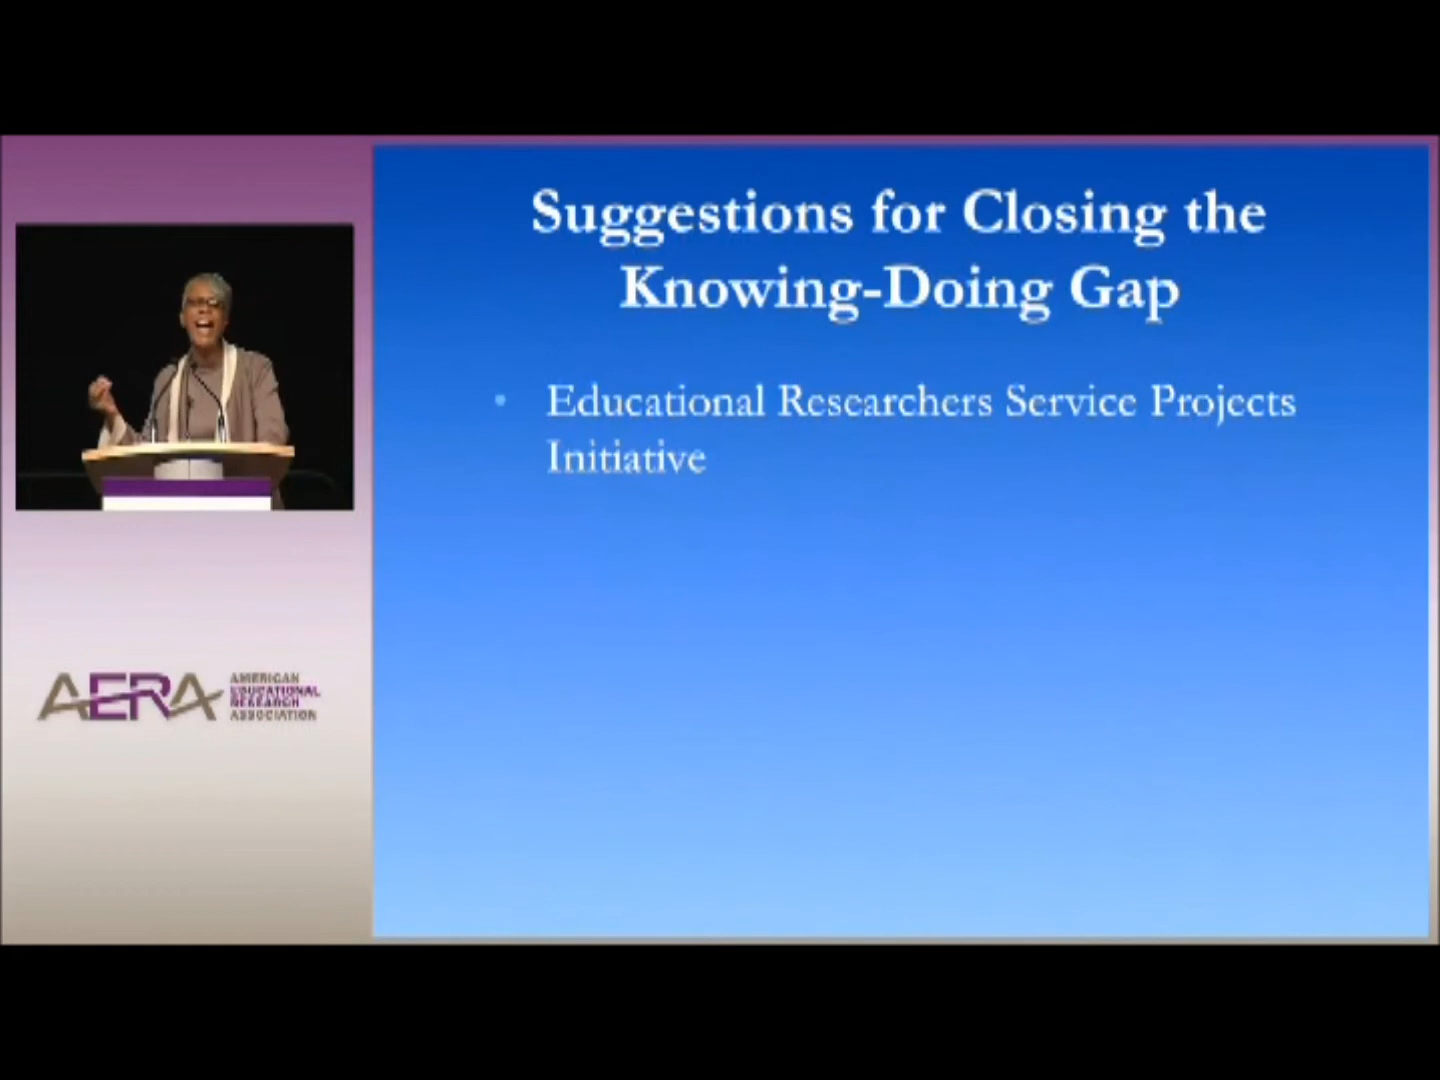 Suggestions for Closing the
Knowing-Doing Gap
• Educational Researchers Service Projects
Initiative
AERA
AMERICAN
EDUCATIONAL
RESEARCH
ASSOCIATION